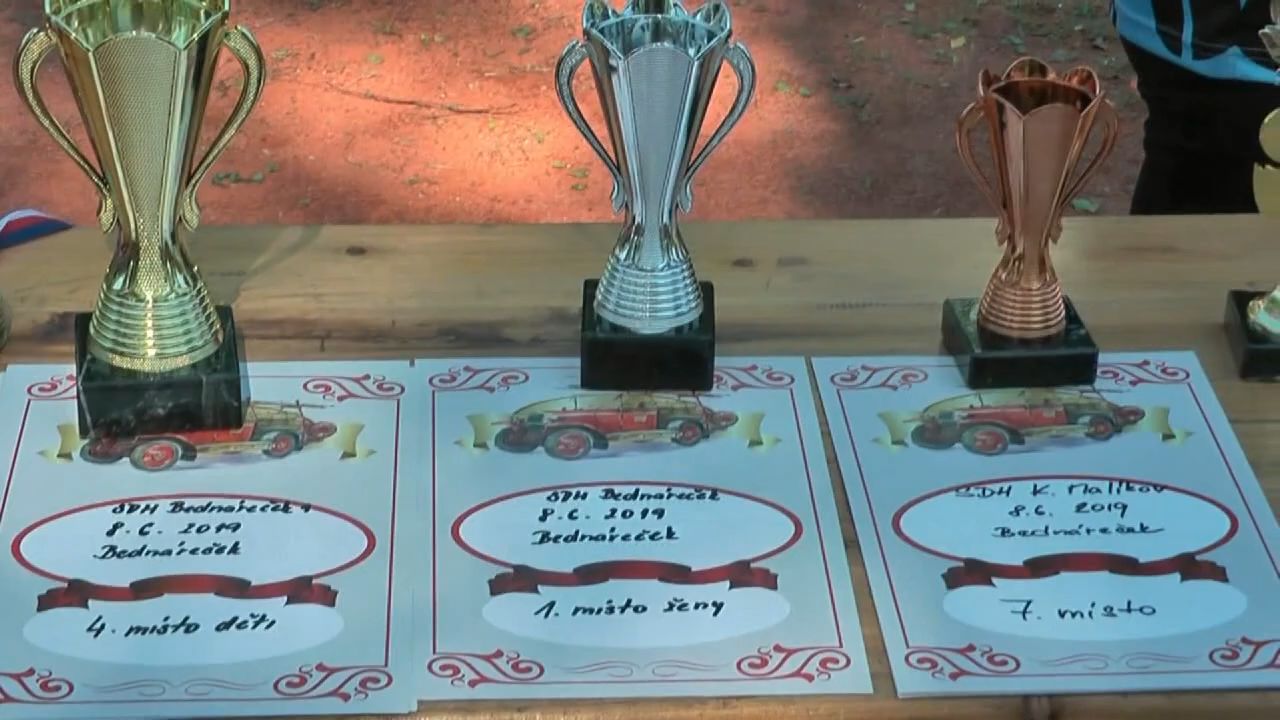 SDH Bednáreček
8.6. 2019
Bednáreček
4. místo děti
SDH Bednáreček
8.6. 2019
Bednáreček
1. místo ženy
SDH K. Malíkov
8.6. 2019
Bednáreček
7. místo